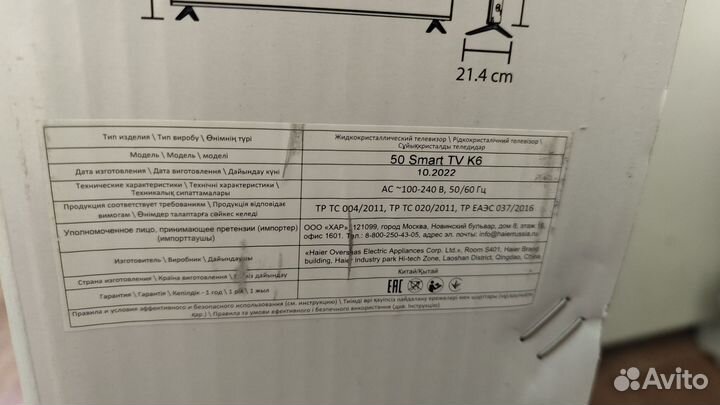 21.4 cm
Тип изделия \ Тип виробу \ Өнімнің түрі
Жидкокристаллический телевизор \ Рідкокристалічний телевізор \
Сұйықкристалды теледидар
Модель \ Модель \ моделі
50 Smart TV K6
Дата изготовления \ Дата виготовлення \ Дайындау күні
10.2022
Технические характеристики \ Технічні характеристики \
Техникалық сипаттамалары
AC ~100-240 В, 50/60 Гц
Продукция соответствует требованиям \ Продукція відповідає
вимогам \ Өнімдер талаптарға сәйкес келеді
ТР ТС 004/2011, ТР ТС 020/2011, ТР ЕАЭС 037/2016
Уполномоченное лицо, принимающее претензии (импортер)
(импорттаушы)
ООО «ХАР», 121099, город Москва, Новинский бульвар, дом 8, этаж 16,
офис 1601. Тел.: 8-800-250-43-05, адрес эл. почты: info@haierrussia.ru
Изготовитель \ Виробник \ Дайындаушы
«Haier Overseas Electric Appliances Corp. Ltd.», Room S401, Haier Brand
building, Haier Industry park Hi-tech Zone, Laoshan District, Qingdao, China
Страна изготовления \ Країна виготовлення \ дайындау
Китай/Қытай
Гарантия \ Гарантія \ Кепілдік - 1 год \ 1 рік \ 1 жыл
EAC
Правила и условия эффективного и безопасного использования (см. инструкцию) \ Тиімді әрі қауіпсіз пайдалану ережелері мен шарттары (нұсқаулықты
қар.) \ Правила та умови ефективного і безпечного використання (див. Інструкцію)
Avito